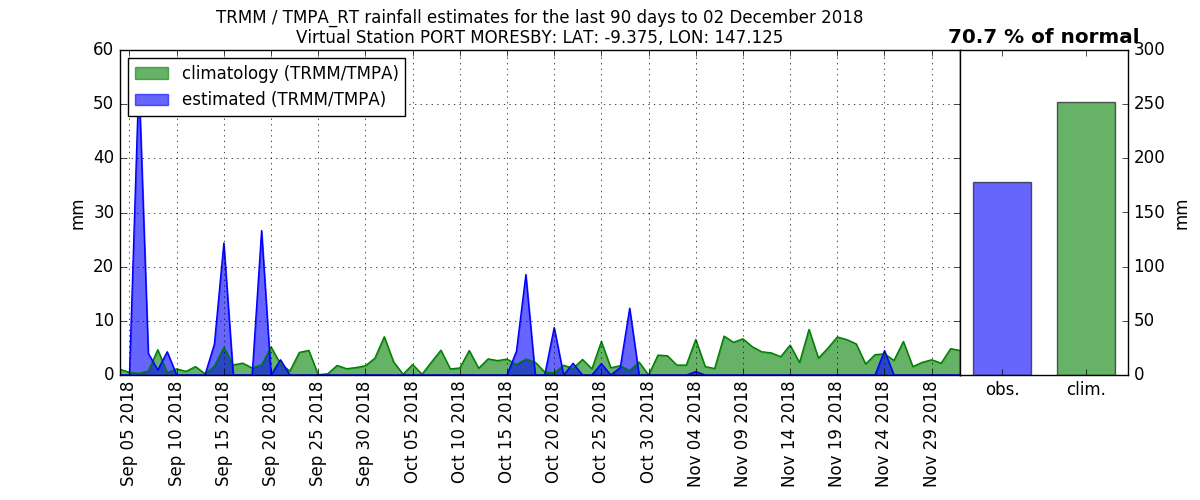 TRMM / TMPA_RT rainfall estimates for the last 90 days to 02 December 2018
Virtual Station PORT MORESBY: LAT: -9.375, LON: 147.125
70.7 % of normal
climatology (TRMM/TMPA)
estimated (TRMM/TMPA)
60
50
40
30
20
10
0
mm
Sep 05 2018
Sep 10 2018
Sep 15 2018
Sep 20 2018
Sep 25 2018
Sep 30 2018
Oct 05 2018
Oct 10 2018
Oct 15 2018
Oct 20 2018
Oct 25 2018
Oct 30 2018
Nov 04 2018
Nov 09 2018
Nov 14 2018
Nov 19 2018
Nov 24 2018
Nov 29 2018
300
250
200
150
100
50
0
mm
obs.
clim.